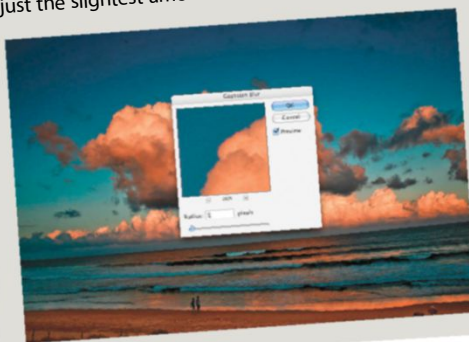 just the slightest
Gaussian Blur
OK
Cancel
Preview
Radius: pixels